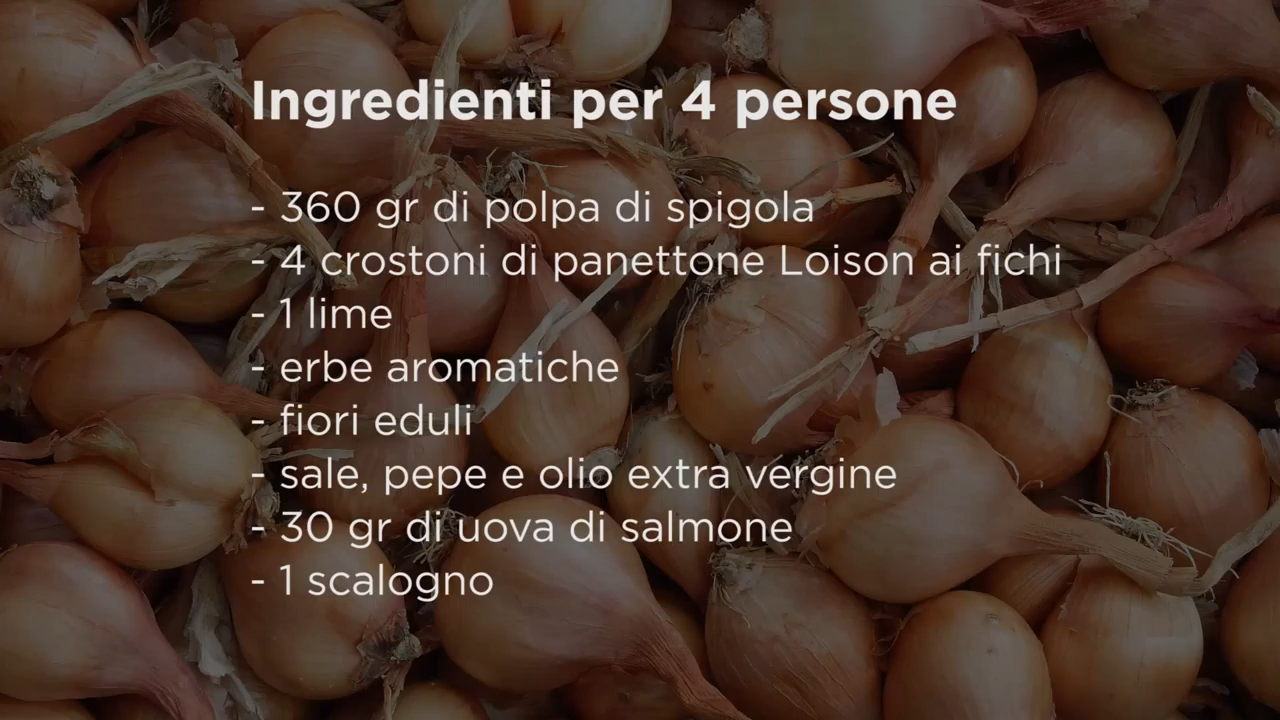 Ingredienti per 4 persone
- 360 gr di polpa di spigola
- 4 crostoni di panettone Loison ai fichi
- 1 lime
- erbe aromatiche
- fiori eduli
- sale, pepe e olio extra vergine
- 30 gr di uova di salmone
- 1 scalogno